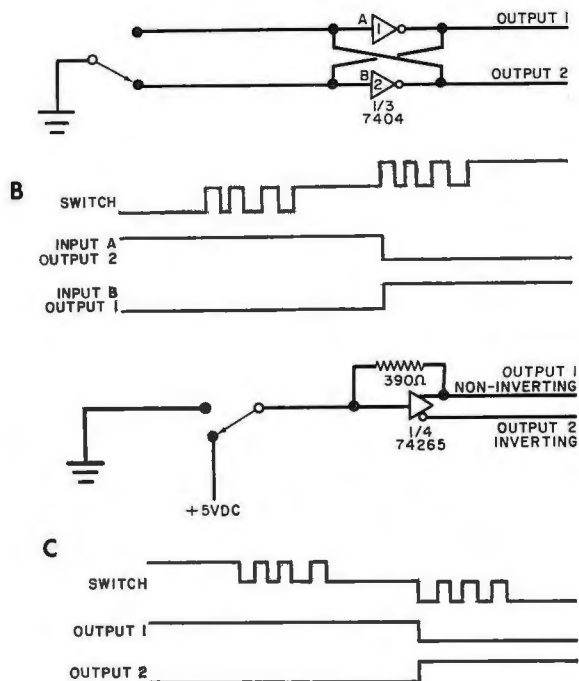 A 1 OUTPUT 1
B 2 OUTPUT 2
1/3
7404
B
SWITCH
INPUT A
OUTPUT 2
INPUT B
OUTPUT 1
390Ω
OUTPUT 1
NON-INVERTING
OUTPUT 2
INVERTING
1/4
74265
+5VDC
C
SWITCH
OUTPUT 1
OUTPUT 2